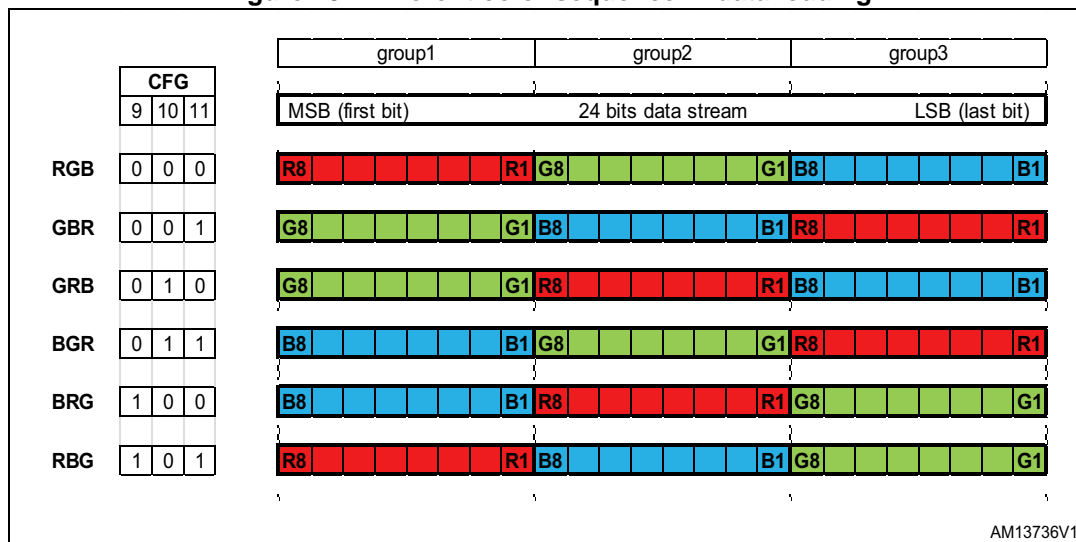 group1 group2 group3
CFG
9 10 11 MSB (first bit) 24 bits data stream LSB (last bit)
RGB 0 0 0 R8 R1 G8 G1 B8 B1
GBR 0 0 1 G8 G1 B8 B1 R8 R1
GRB 0 1 0 G8 G1 R8 R1 B8 B1
BGR 0 1 1 B8 B1 G8 G1 R8 R1
BRG 1 0 0 B8 B1 R8 R1 G8 G1
RBG 1 0 1 R8 R1 B8 B1 G8 G1
AM13736V1